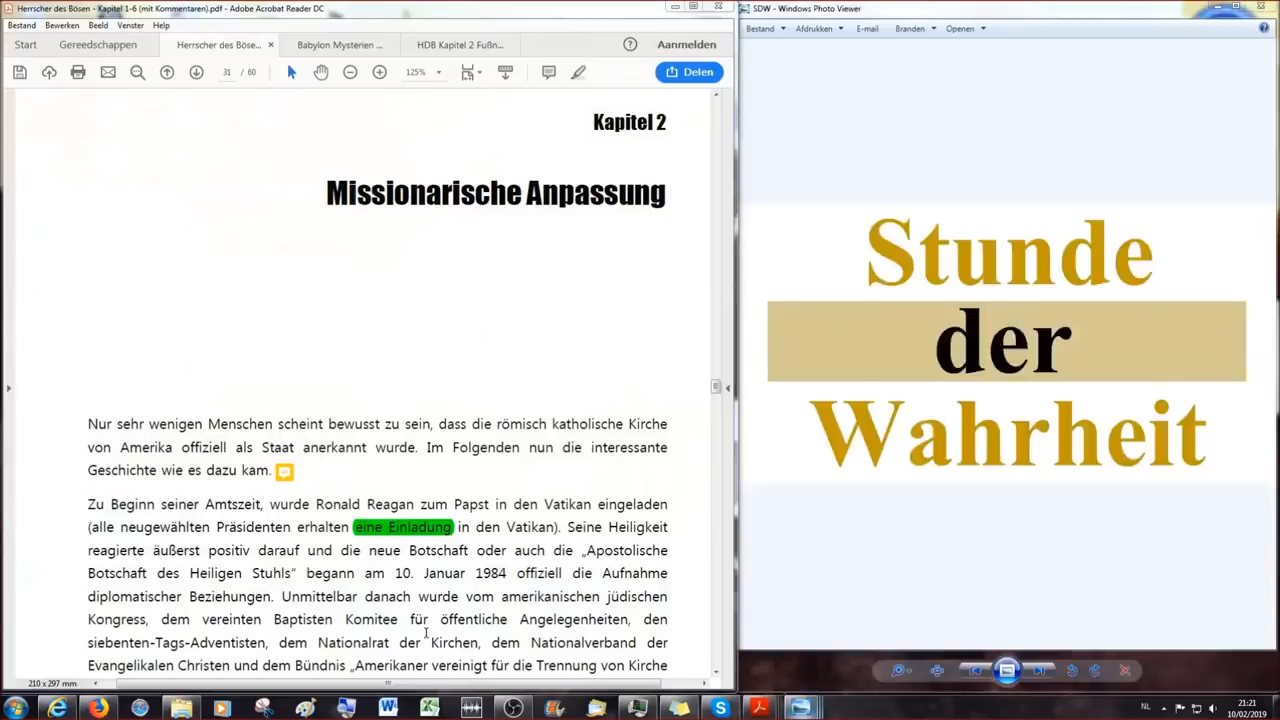 Herrscher des Bösen - Kapitel 1-6 (mit Kommentaren).pdf - Adobe Acrobat Reader DC
Bestand Bewerken Beeld Venster Help
Start Gereedschappen Herrscher des Böse... × Babylon Mysterien ... HDB Kapitel 2 Fußn... Aanmelden
31 / 60 125% Delen
Kapitel 2
Missionarische Anpassung
Nur sehr wenigen Menschen scheint bewusst zu sein, dass die römisch katholische Kirche
von Amerika offiziell als Staat anerkannt wurde. Im Folgenden nun die interessante
Geschichte wie es dazu kam.
Zu Beginn seiner Amtszeit, wurde Ronald Reagan zum Papst in den Vatikan eingeladen
(alle neugewählten Präsidenten erhalten eine Einladung in den Vatikan). Seine Heiligkeit
reagierte äußerst positiv darauf und die neue Botschaft oder auch die „Apostolische
Botschaft des Heiligen Stuhls“ begann am 10. Januar 1984 offiziell die Aufnahme
diplomatischer Beziehungen. Unmittelbar danach wurde vom amerikanischen jüdischen
Kongress, dem vereinten Baptisten Komitee für öffentliche Angelegenheiten, den
siebenten-Tags-Adventisten, dem Nationalrat der Kirchen, dem Nationalverband der
Evangelikalen Christen und dem Bündnis „Amerikaner vereinigt für die Trennung von Kirche
210 x 297 mm
SDW - Windows Photo Viewer
Bestand Afdrukken E-mail Branden Openen
Stunde
der
Wahrheit
NL 21:21
10/02/2019